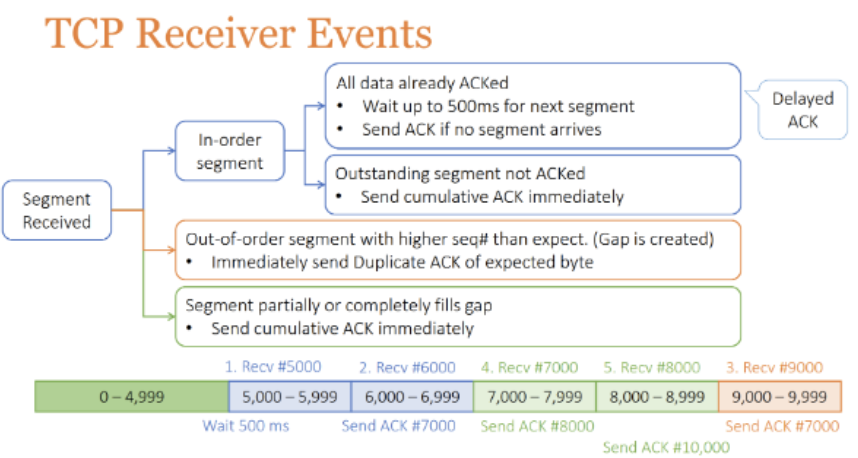 TCP Receiver Events
All data already ACKed
• Wait up to 500ms for next segment
• Send ACK if no segment arrives
Delayed
ACK
In-order
segment
Outstanding segment not ACKed
• Send cumulative ACK immediately
Segment
Received
Out-of-order segment with higher seq# than expect. (Gap is created)
• Immediately send Duplicate ACK of expected byte
Segment partially or completely fills gap
• Send cumulative ACK immediately
1. Recv #5000 2. Recv #6000 4. Recv #7000 5. Recv #8000 3. Recv #9000
0 – 4,999 5,000 – 5,999 6,000 – 6,999 7,000 – 7,999 8,000 – 8,999 9,000 – 9,999
Wait 500 ms Send ACK #7000 Send ACK #8000 Send ACK #7000
Send ACK #10,000